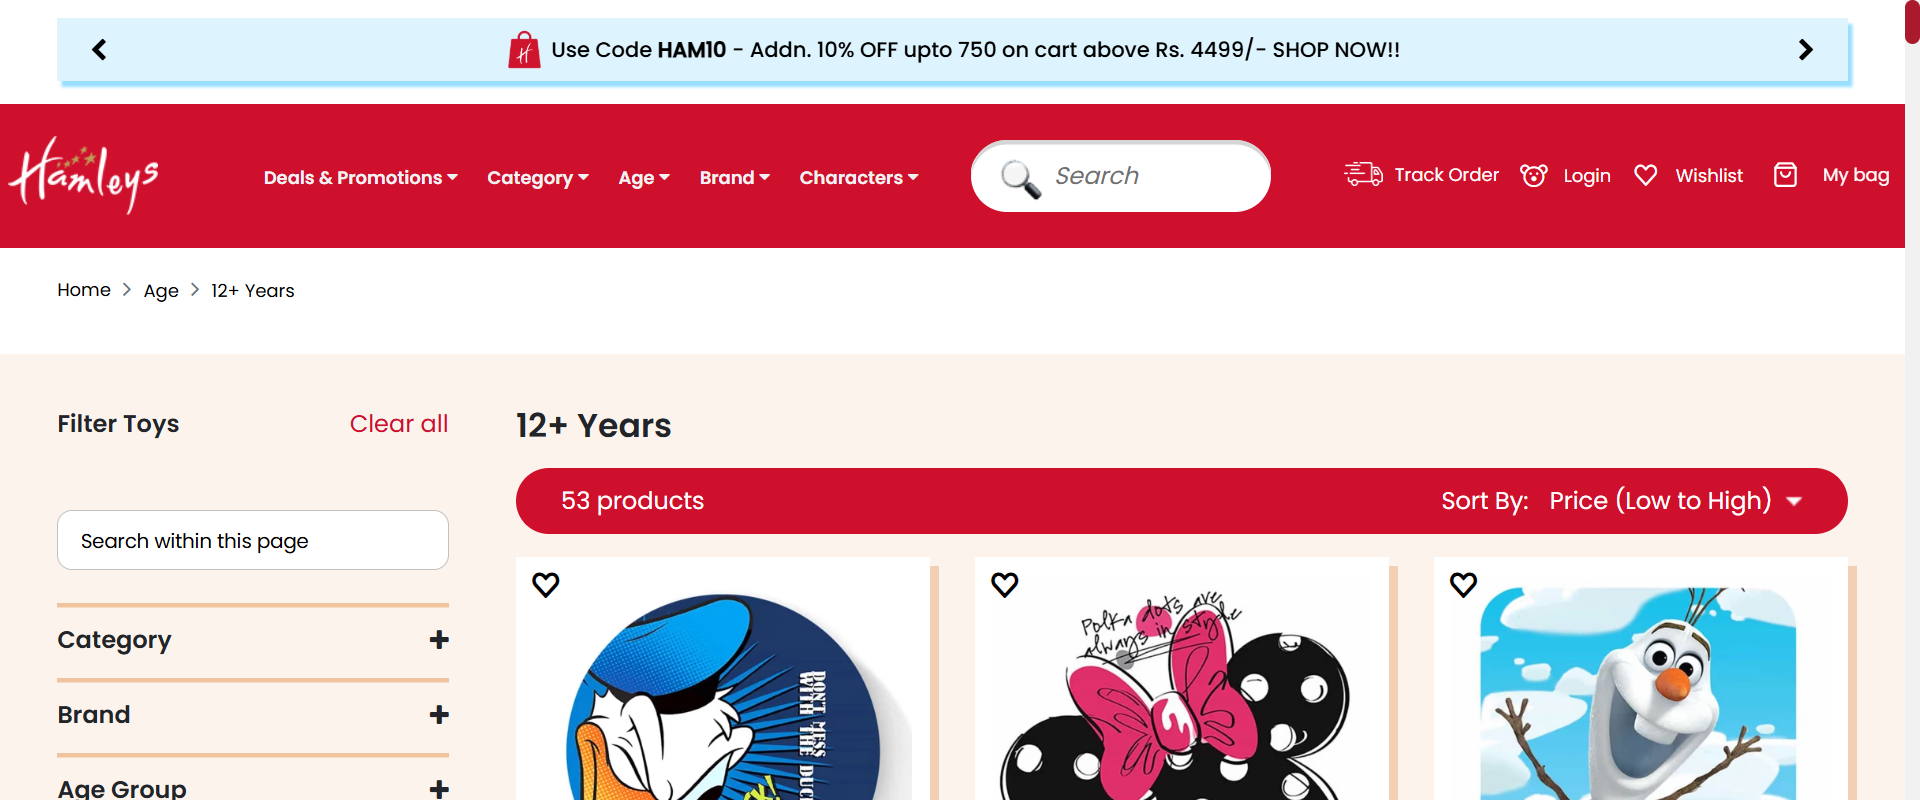 Use Code HAM10 - Addn. 10% OFF upto 750 on cart above Rs. 4499/- SHOP NOW!!
Hamleys
Deals & Promotions
Category
Age
Brand
Characters
Search
Track Order
Login
Wishlist
My bag
Home > Age > 12+ Years
Filter Toys
Clear all
Search within this page
Category
Brand
Age Group
12+ Years
53 products
Sort By: Price (Low to High)
DON'T MESS
WITH THE DUCK
Polka dots are
always in style